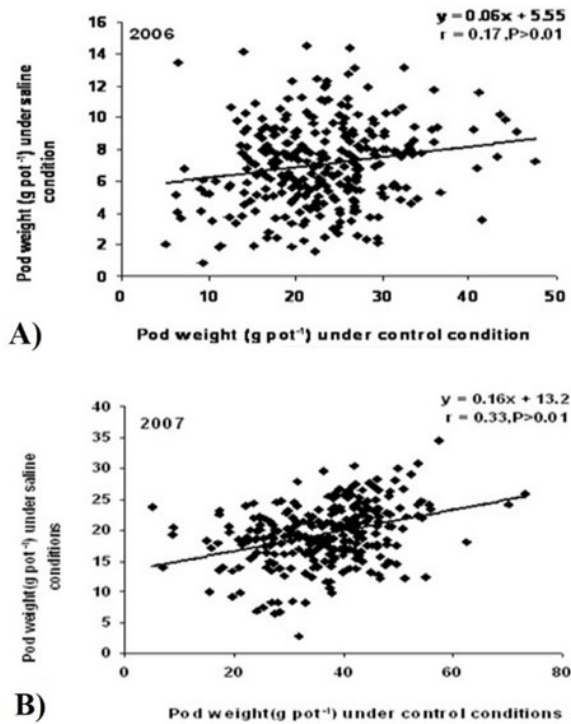 y = 0.06x + 5.55
r = 0.17,P>0.01
2006
16
14
12
10
8
6
4
2
0
0
10
20
30
40
50
Pod weight (g pot⁻¹) under saline
condition
Pod weight (g pot⁻¹) under control condition
A)
y = 0.16x + 13.2
r = 0.33,P>0.01
2007
40
35
30
25
20
15
10
5
0
0
20
40
60
80
Pod weight(g pot⁻¹) under saline
conditions
Pod weight(g pot⁻¹) under control conditions
B)